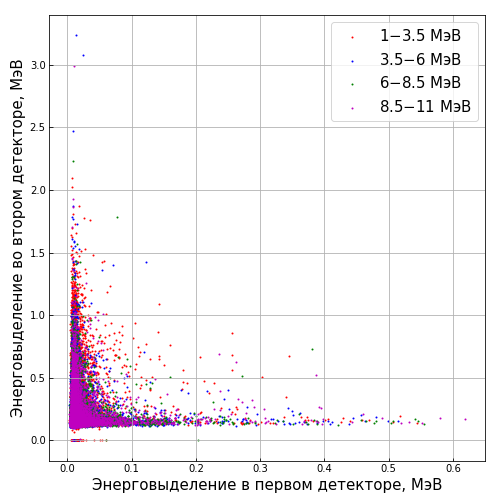 1−3.5 МэВ
3.5−6 МэВ
6−8.5 МэВ
8.5−11 МэВ
Энерговыделение во втором детекторе, МэВ
3.0
2.5
2.0
1.5
1.0
0.5
0.0
0.0 0.1 0.2 0.3 0.4 0.5 0.6
Энерговыделение в первом детекторе, МэВ